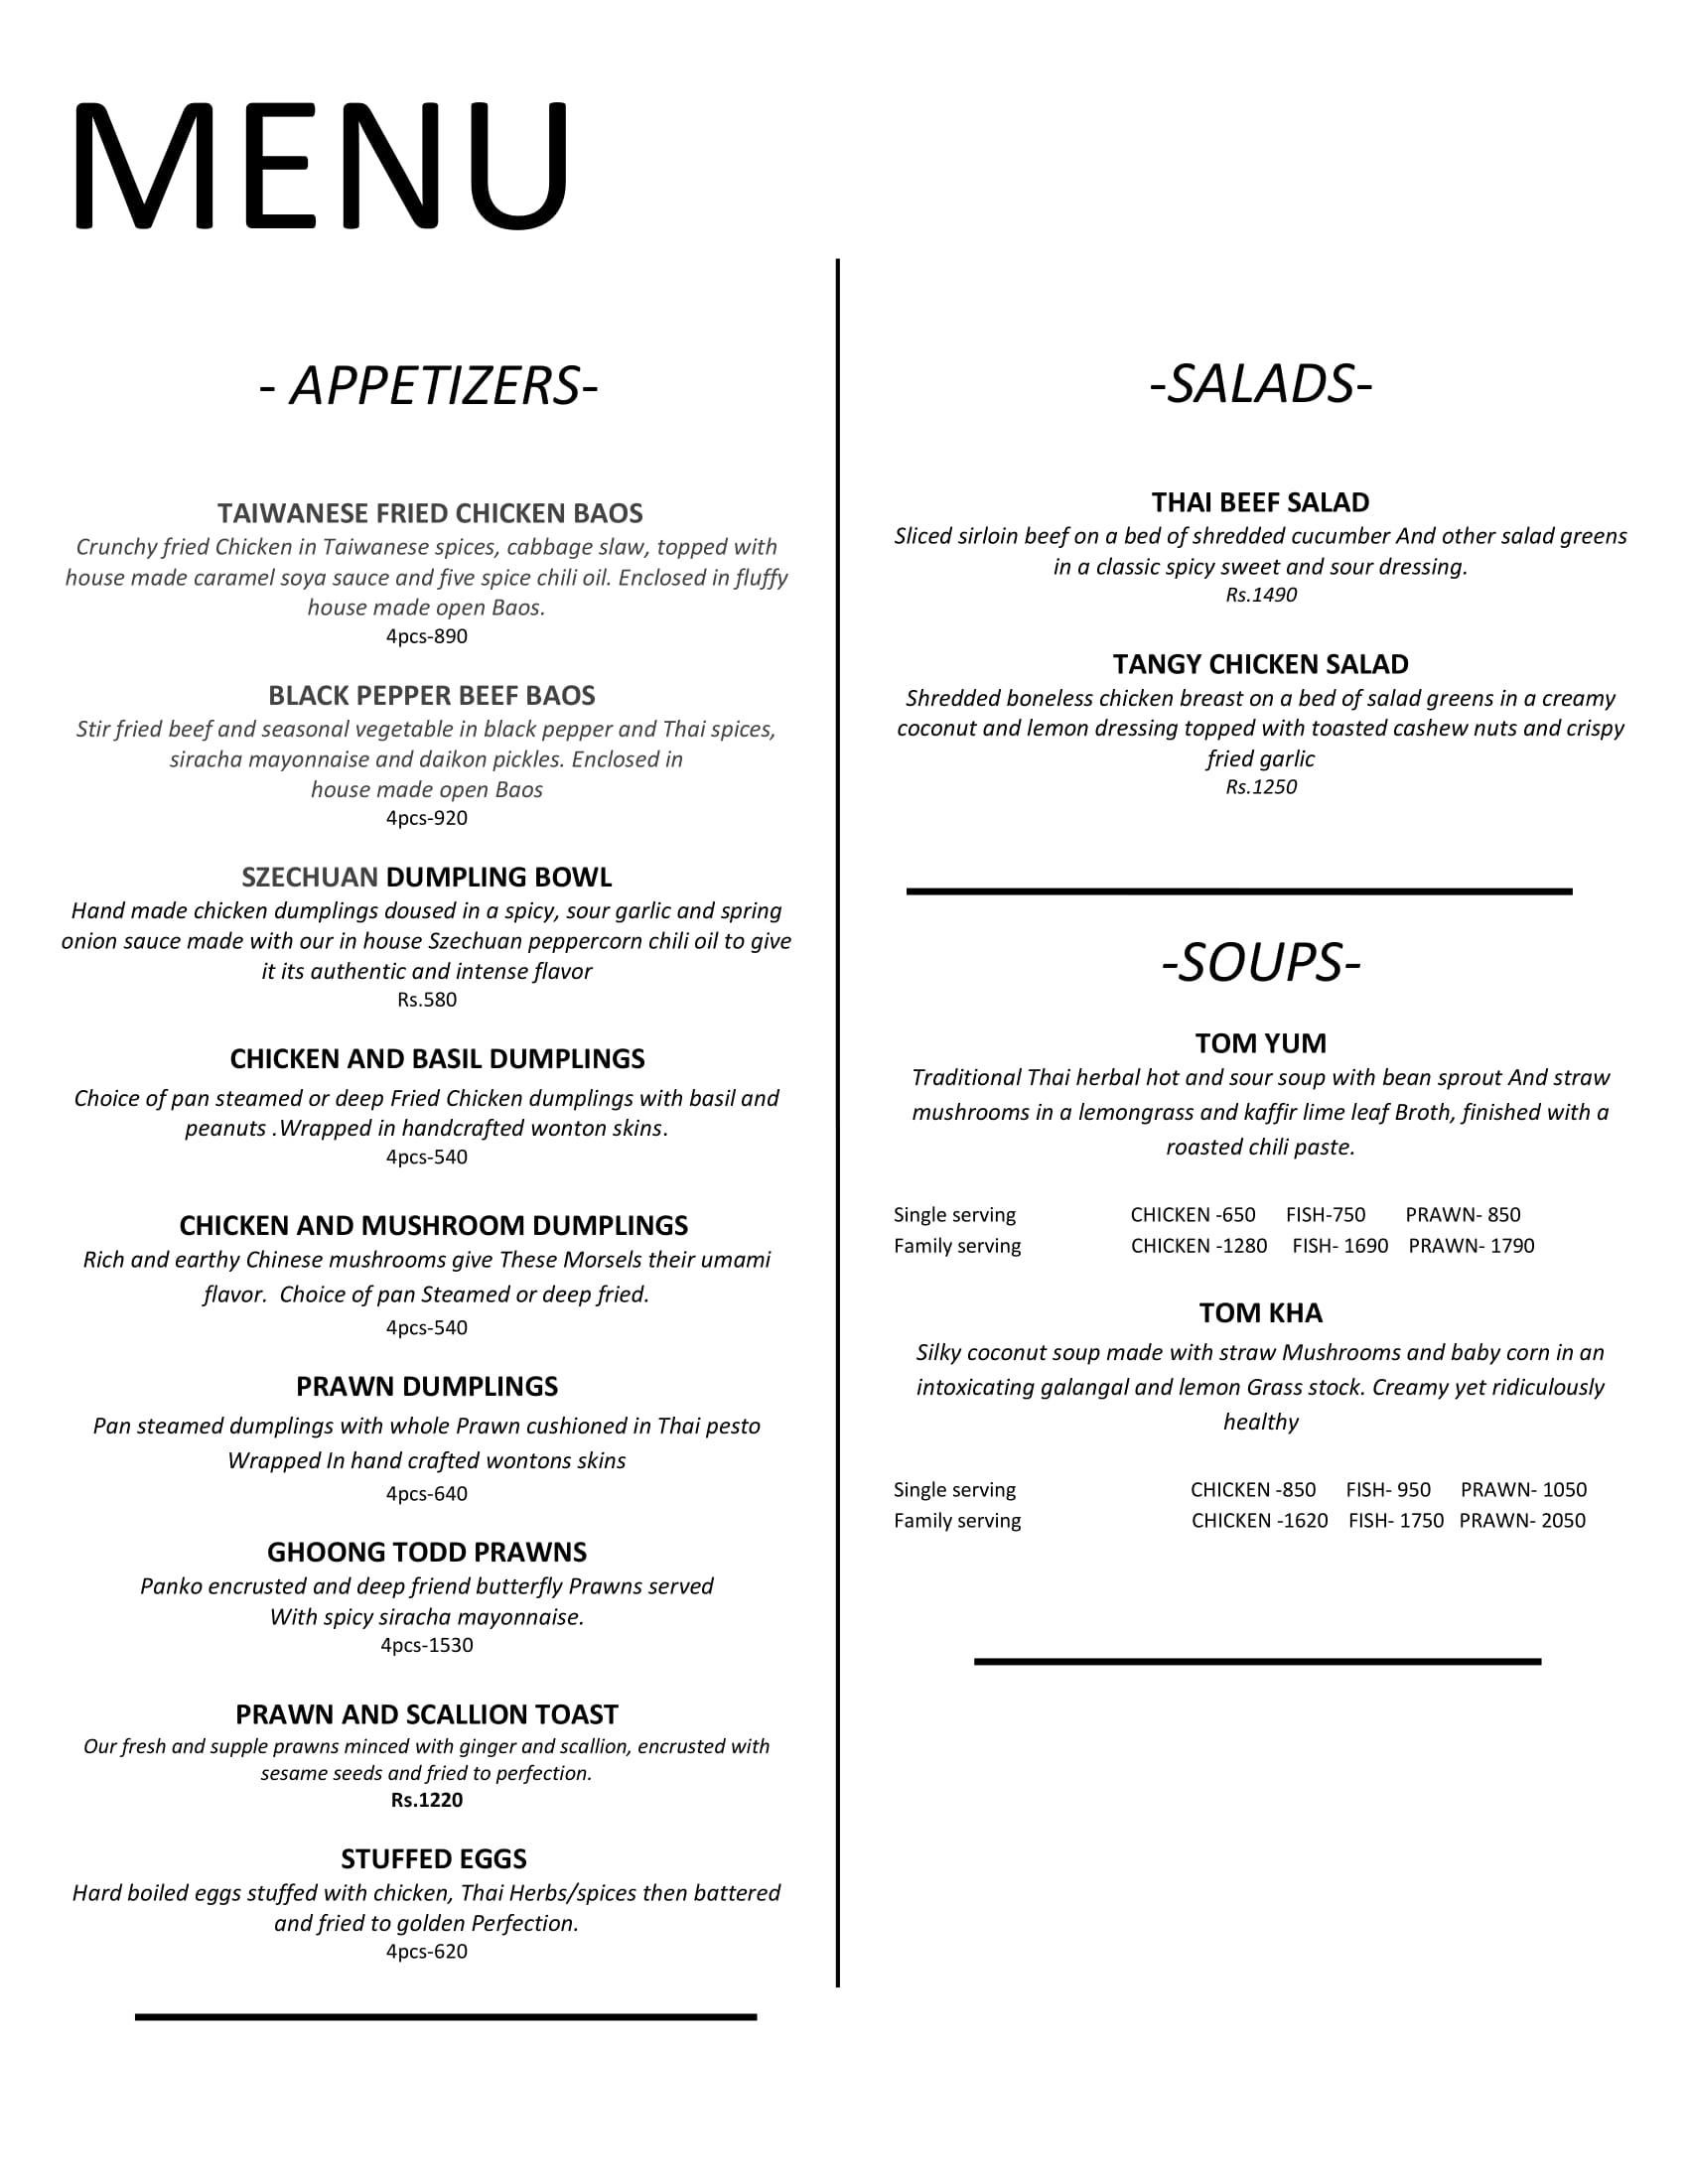 MENU
- APPETIZERS-
TAIWANESE FRIED CHICKEN BAOS
Crunchy fried Chicken in Taiwanese spices, cabbage slaw, topped with
house made caramel soya sauce and five spice chili oil. Enclosed in fluffy
house made open Baos.
4pcs-890
BLACK PEPPER BEEF BAOS
Stir fried beef and seasonal vegetable in black pepper and Thai spices,
siracha mayonnaise and daikon pickles. Enclosed in
house made open Baos
4pcs-920
SZECHUAN DUMPLING BOWL
Hand made chicken dumplings doused in a spicy, sour garlic and spring
onion sauce made with our in house Szechuan peppercorn chili oil to give
it its authentic and intense flavor
Rs.580
CHICKEN AND BASIL DUMPLINGS
Choice of pan steamed or deep Fried Chicken dumplings with basil and
peanuts .Wrapped in handcrafted wonton skins.
4pcs-540
CHICKEN AND MUSHROOM DUMPLINGS
Rich and earthy Chinese mushrooms give These Morsels their umami
flavor.  Choice of pan Steamed or deep fried.
4pcs-540
PRAWN DUMPLINGS
Pan steamed dumplings with whole Prawn cushioned in Thai pesto
Wrapped In hand crafted wontons skins
4pcs-640
GHOONG TODD PRAWNS
Panko encrusted and deep friend butterfly Prawns served
With spicy siracha mayonnaise.
4pcs-1530
PRAWN AND SCALLION TOAST
Our fresh and supple prawns minced with ginger and scallion, encrusted with
sesame seeds and fried to perfection.
Rs.1220
STUFFED EGGS
Hard boiled eggs stuffed with chicken, Thai Herbs/spices then battered
and fried to golden Perfection.
4pcs-620
-SALADS-
THAI BEEF SALAD
Sliced sirloin beef on a bed of shredded cucumber And other salad greens
in a classic spicy sweet and sour dressing.
Rs.1490
TANGY CHICKEN SALAD
Shredded boneless chicken breast on a bed of salad greens in a creamy
coconut and lemon dressing topped with toasted cashew nuts and crispy
fried garlic
Rs.1250
-SOUPS-
TOM YUM
Traditional Thai herbal hot and sour soup with bean sprout And straw
mushrooms in a lemongrass and kaffir lime leaf Broth, finished with a
roasted chili paste.
Single serving CHICKEN -650 FISH-750 PRAWN- 850
Family serving CHICKEN -1280 FISH- 1690 PRAWN- 1790
TOM KHA
Silky coconut soup made with straw Mushrooms and baby corn in an
intoxicating galangal and lemon Grass stock. Creamy yet ridiculously
healthy
Single serving CHICKEN -850 FISH- 950 PRAWN- 1050
Family serving CHICKEN -1620 FISH- 1750 PRAWN- 2050